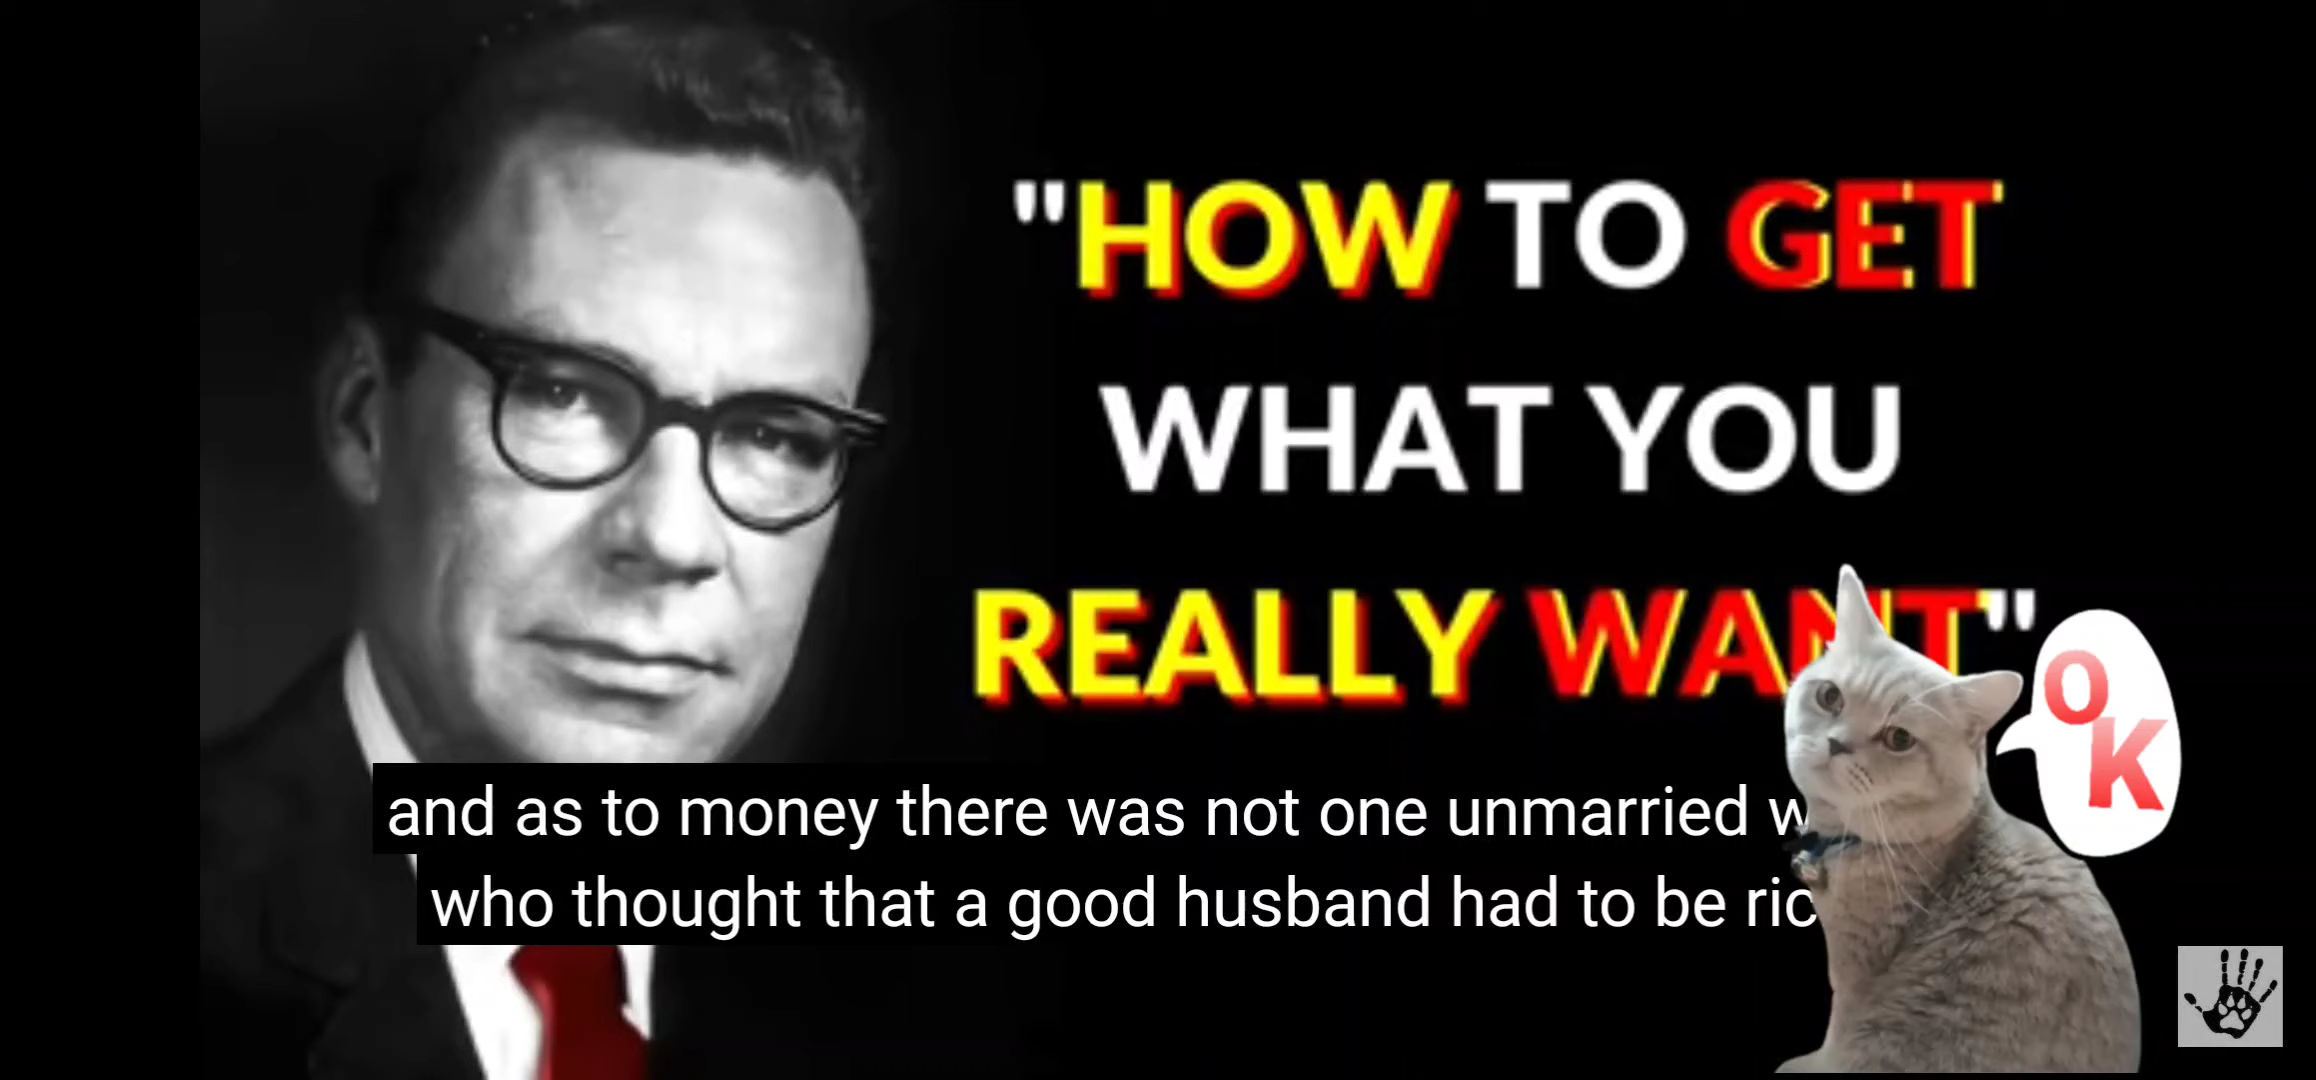 "HOW TO GET
WHAT YOU
REALLY WANT"
OK
and as to money there was not one unmarried
who thought that a good husband had to be